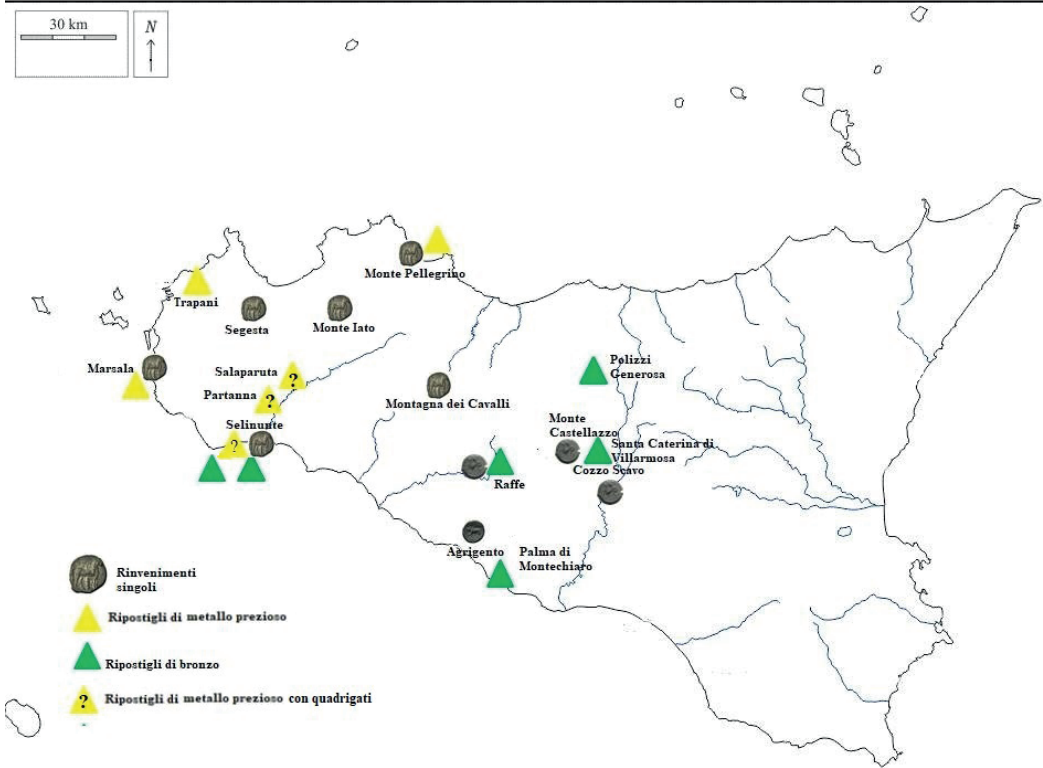 30 km
N
Monte Pellegrino
Trapani
Segesta
Monte Iato
Marsala
Salaparuta
?
Partanna
?
Montagna dei Cavalli
Polizzi
Generosa
Selinunte
?
Monte
Castellazzo
Santa Caterina di
Villarmosa
Cozzo Scavo
Raffe
Agrigento
Palma di
Montechiaro
Rinvenimenti
singoli
Ripostigli di metallo prezioso
Ripostigli di bronzo
?
Ripostigli di metallo prezioso con quadrigati